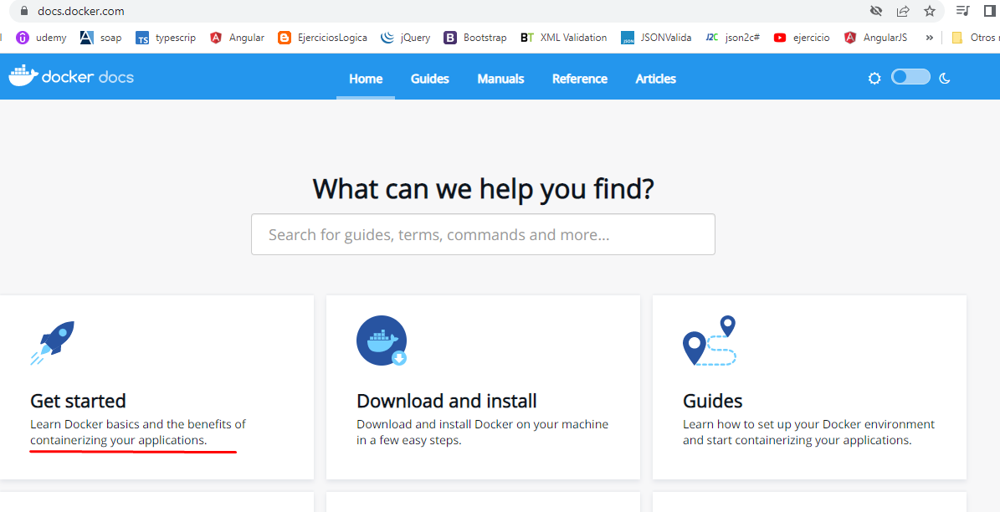 docs.docker.com
udemy soap typescrip Angular EjerciciosLogica jQuery Bootstrap XML Validation JSONValida json2c# ejercicio AngularJS » Otros
docker docs Home Guides Manuals Reference Articles
What can we help you find?
Search for guides, terms, commands and more...
Get started
Learn Docker basics and the benefits of
containerizing your applications.
Download and install
Download and install Docker on your machine
in a few easy steps.
Guides
Learn how to set up your Docker environment
and start containerizing your applications.